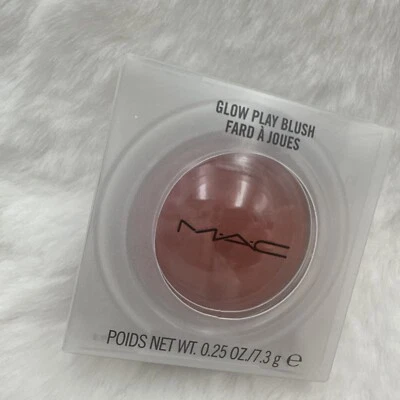 GLOW PLAY BLUSH
FARD À JOUES
M·A·C
POIDS NET WT. 0.25 OZ./7.3 g ℮